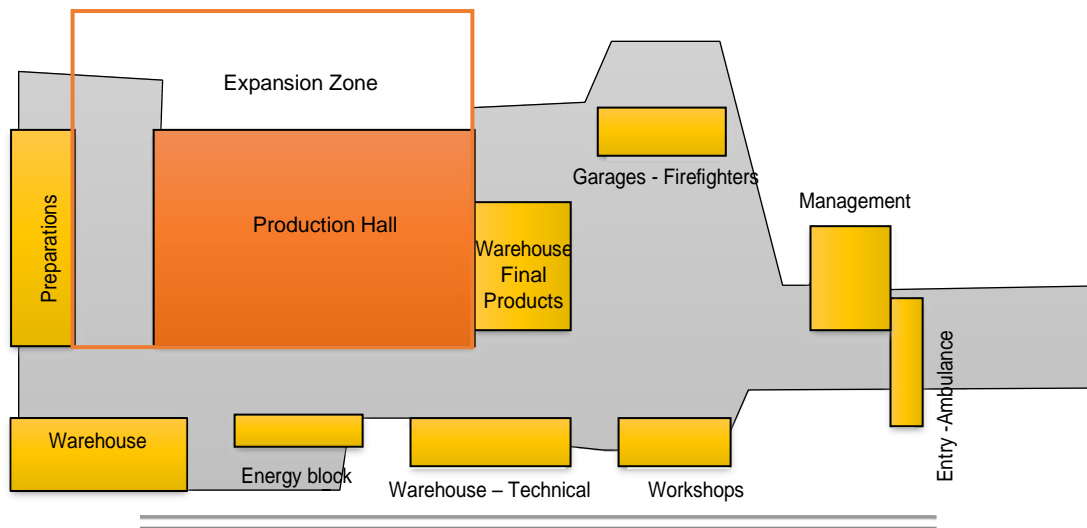 Expansion Zone
Garages - Firefighters
Management
Preparations
Production Hall
Warehouse
Final
Products
Entry -Ambulance
Warehouse
Energy block
Warehouse – Technical
Workshops